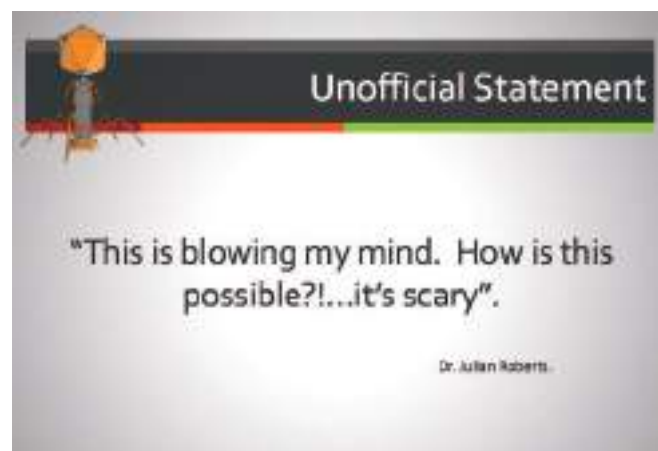 Unofficial Statement
"This is blowing my mind.  How is this
possible?!...it's scary".
Dr. Julian Roberts.